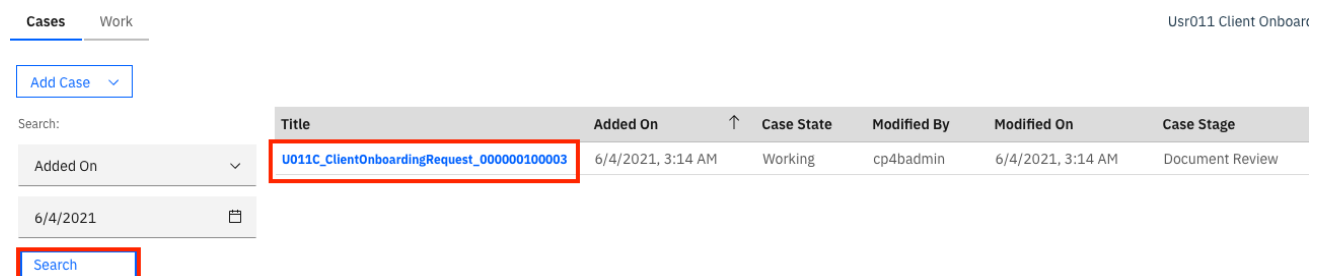 Cases Work
Usr011 Client Onboard
Add Case
Search:
Title Added On Case State Modified By Modified On Case Stage
Added On
U011C_ClientOnboardingRequest_000000100003 6/4/2021, 3:14 AM Working cp4badmin 6/4/2021, 3:14 AM Document Review
6/4/2021
Search